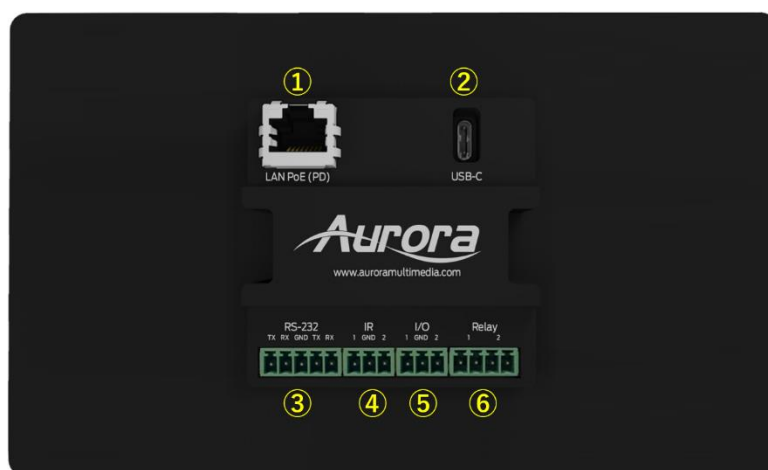 ① ②
LAN PoE (PD) USB-C
Aurora
www.auroramultimedia.com
RS-232 IR I/O Relay
TX RX GND TX RX 1 GND 2 1 GND 2 1 2
③ ④ ⑤ ⑥